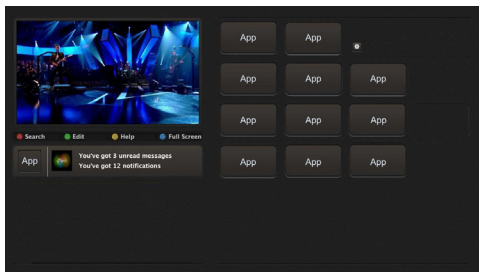 App
App
App
App
App
Search
Edit
Help
Full Screen
App
App
App
App
You've got 3 unread messages
You've got 12 notifications
App
App
App